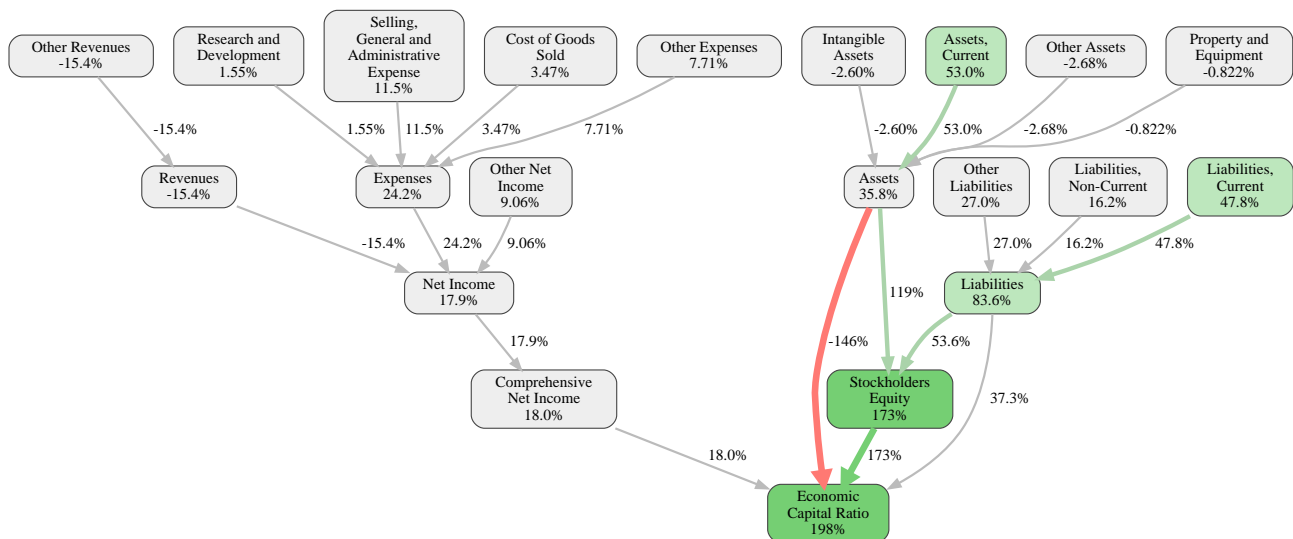 Other Revenues
-15.4%
Research and
Development
1.55%
Selling,
General and
Administrative
Expense
11.5%
Cost of Goods
Sold
3.47%
Other Expenses
7.71%
Intangible
Assets
-2.60%
Assets,
Current
53.0%
Other Assets
-2.68%
Property and
Equipment
-0.822%
-15.4%
1.55%
11.5%
3.47%
7.71%
-2.60%
53.0%
-2.68%
-0.822%
Revenues
-15.4%
Expenses
24.2%
Other Net
Income
9.06%
Assets
35.8%
Other
Liabilities
27.0%
Liabilities,
Non-Current
16.2%
Liabilities,
Current
47.8%
-15.4%
24.2%
9.06%
27.0%
16.2%
47.8%
Net Income
17.9%
119%
Liabilities
83.6%
17.9%
-146%
53.6%
Comprehensive
Net Income
18.0%
Stockholders
Equity
173%
37.3%
18.0%
173%
Economic
Capital Ratio
198%